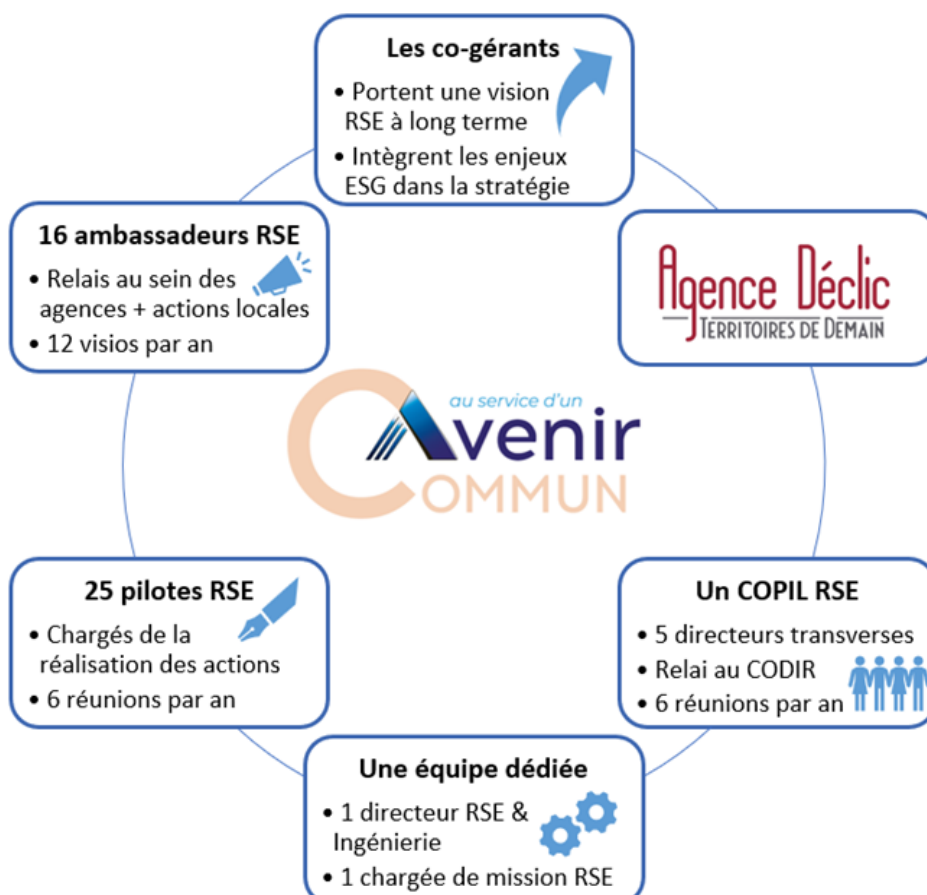 Les co-gérants
• Portent une vision
RSE à long terme
• Intègrent les enjeux
ESG dans la stratégie
16 ambassadeurs RSE
• Relais au sein des
agences + actions locales
• 12 visios par an
Agence Déclic
TERRITOIRES DE DEMAIN
au service d'un
Avenir
COMMUN
25 pilotes RSE
• Chargés de la
réalisation des actions
• 6 réunions par an
Un COPIL RSE
• 5 directeurs transverses
• Relai au CODIR
• 6 réunions par an
Une équipe dédiée
• 1 directeur RSE &
Ingénierie
• 1 chargée de mission RSE